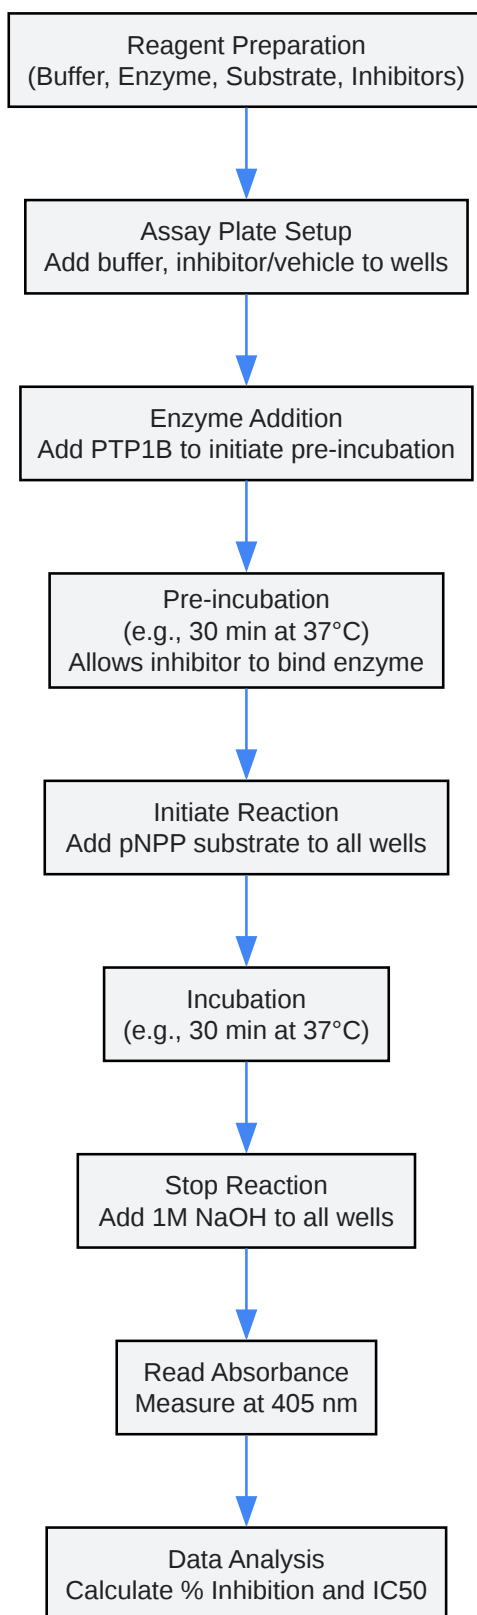 Reagent Preparation
(Buffer, Enzyme, Substrate, Inhibitors)
Assay Plate Setup
Add buffer, inhibitor/vehicle to wells
Enzyme Addition
Add PTP1B to initiate pre-incubation
Pre-incubation
(e.g., 30 min at 37°C)
Allows inhibitor to bind enzyme
Initiate Reaction
Add pNPP substrate to all wells
Incubation
(e.g., 30 min at 37°C)
Stop Reaction
Add 1M NaOH to all wells
Read Absorbance
Measure at 405 nm
Data Analysis
Calculate % Inhibition and IC50